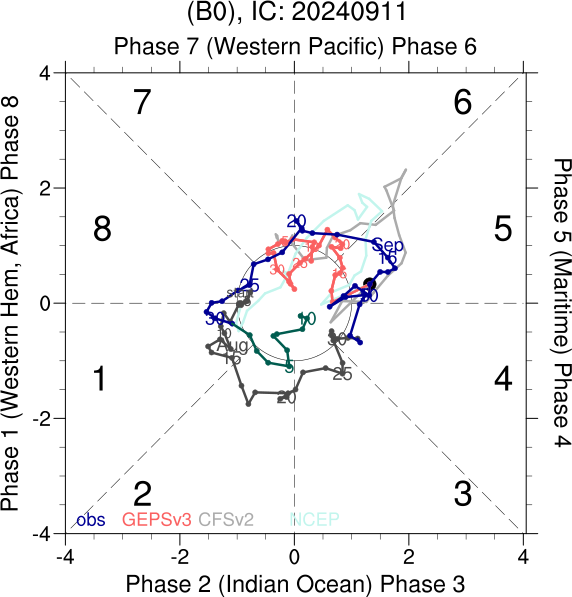 (B0), IC: 20240911
Phase 7 (Western Pacific) Phase 6
Phase 1 (Western Hem, Africa) Phase 8
Phase 5 (Maritime) Phase 4
4
2
0
-2
-4
7
6
8
5
1
4
2
3
20
Sep
15
25
30
30
start
Aug
15
10
5
25
20
30
obs GEPSv3 CFSv2 NCEP
-4 -2 0 2 4
Phase 2 (Indian Ocean) Phase 3